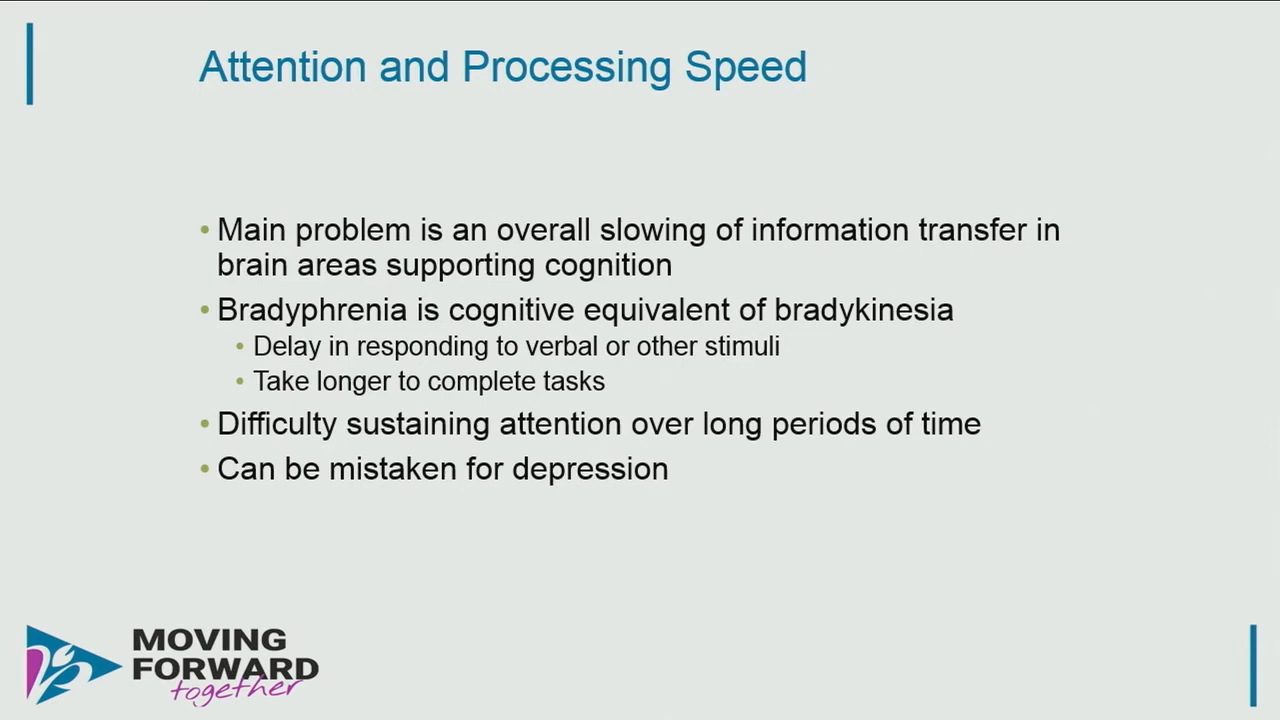 Attention and Processing Speed
• Main problem is an overall slowing of information transfer in
brain areas supporting cognition
• Bradyphrenia is cognitive equivalent of bradykinesia
• Delay in responding to verbal or other stimuli
• Take longer to complete tasks
• Difficulty sustaining attention over long periods of time
• Can be mistaken for depression
MOVING
FORWARD
together